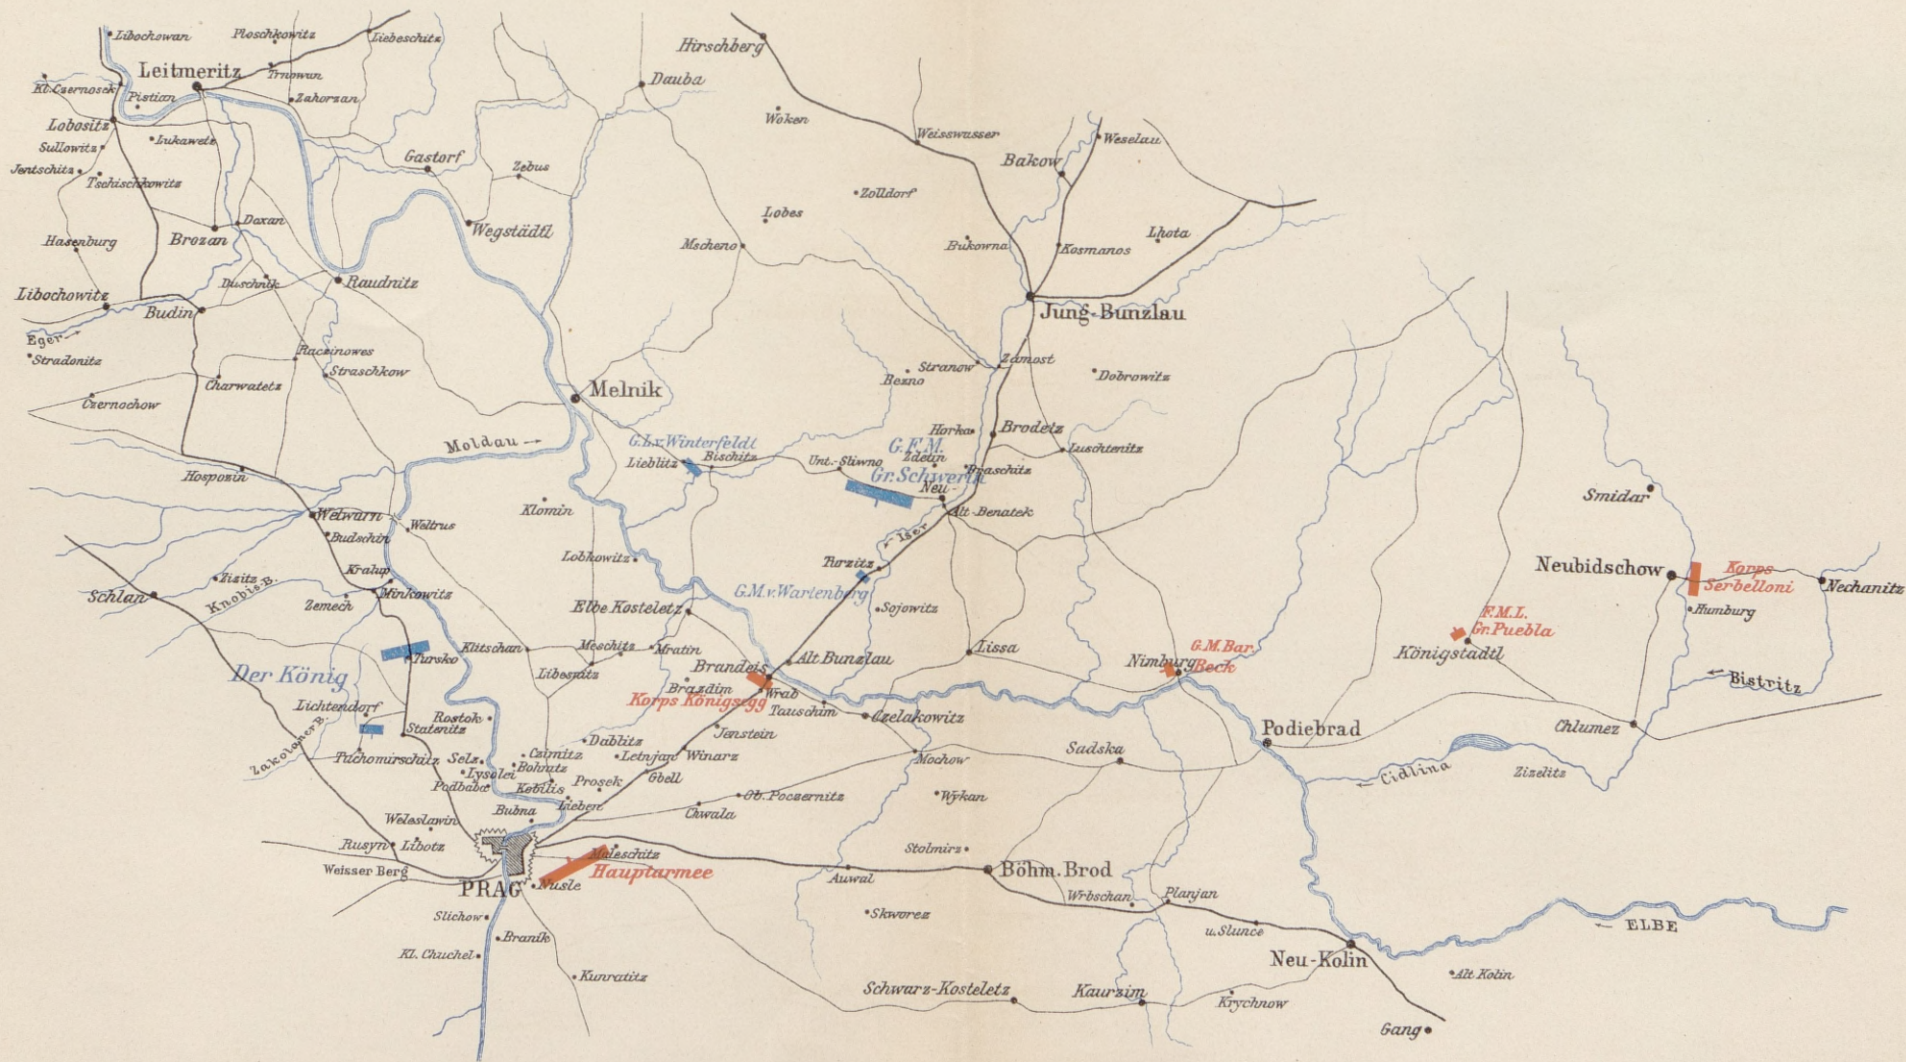 Libochowan
Ploschkowitz
Liebeschitz
Hirschberg
Leitmeritz
Trnowan
Dauba
Kl. Czernosek
Pistian
Zahorzan
Woken
Lobositz
Weisswasser
Weselau
Sullowitz
Lukawetz
Gastorf
Zebus
Bakow
Jentschitz
Tschischkowitz
Zolldorf
Lobes
Doxan
Wegstädtl
Lhota
Hasenburg
Brozan
Mscheno
Bukowna
Kosmanos
Duschnik
Raudnitz
Libochowitz
Budin
Jung-Bunzlau
Eger
Stradonitz
Raczinowes
Stranow
Zamost
Straschkow
Charwatetz
Bezno
Dobrowitz
Melnik
Czernochow
Moldau
G.L.v.Winterfeldt
Horka
Brodetz
G.F.M.
Luschtenitz
Lieblitz
Bischitz
Unt.-Sliwno
Zdetin
Draschitz
Hospozin
Gr. Schwerin
Neu-
Smidar
Klomin
Alt-Benatek
Welwarn
Weltrus
Budschin
Iser
Lobkowitz
Turzitz
Neubidschow
Korps
Serbelloni
Nechanitz
Zizitz
Kralup
Schlan
Knobis-B.
Minkowitz
G.M.v.Wartenberg
Zemech
Elbe Kosteletz
Sojowitz
Humburg
F.M.L.
Gr. Puebla
Klitschan
Meschitz
Mratin
Lissa
G.M. Bar.
Beck
Königstadtl
Tursko
Der König
Libesnitz
Brandeis
Alt. Bunzlau
Nimburg
Bistritz
Brazdim
Wrab
Korps Königsegg
Lichtendorf
Tauschim
Czelakowitz
Rostok
Statenitz
Zakolaner B.
Podiebrad
Chlumez
Dablitz
Jenstein
Tuchomirschitz
Selz
Czimitz
Letnjan
Winarz
Mochow
Sadska
Lysolei
Bohnitz
Gbell
Cidlina
Zizelitz
Podbaba
Kobilis
Prosek
Ob. Poczernitz
Wykan
Lieben
Bubna
Chwala
Weleslawin
Rusyn
Libotz
Maleschitz
Stolmirz
Weisser Berg
Hauptarmee
PRAG
Nusle
Auwal
Böhm. Brod
Wrbschan
Planjan
Slichow
Skworez
u. Slunce
ELBE
Branik
Kl. Chuchel
Neu-Kolin
Kunratitz
Alt Kolin
Schwarz-Kosteletz
Kaurzim
Krychnow
Gang